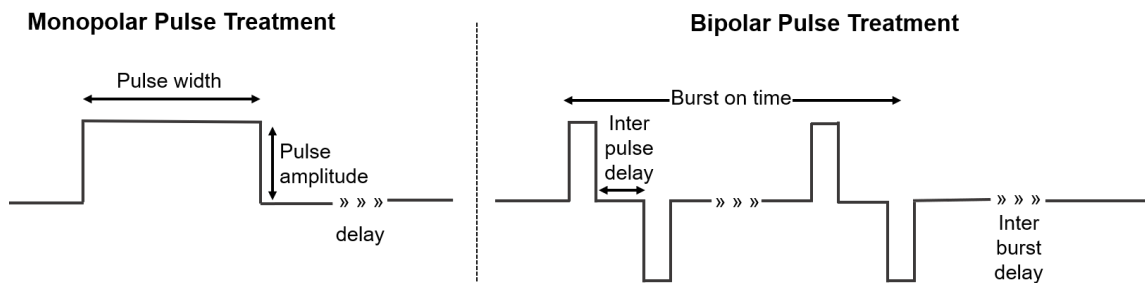 Monopolar Pulse Treatment
Pulse width
Pulse
amplitude
» » »
delay
Bipolar Pulse Treatment
Burst on time
Inter
pulse
delay
» » »
» » »
Inter
burst
delay